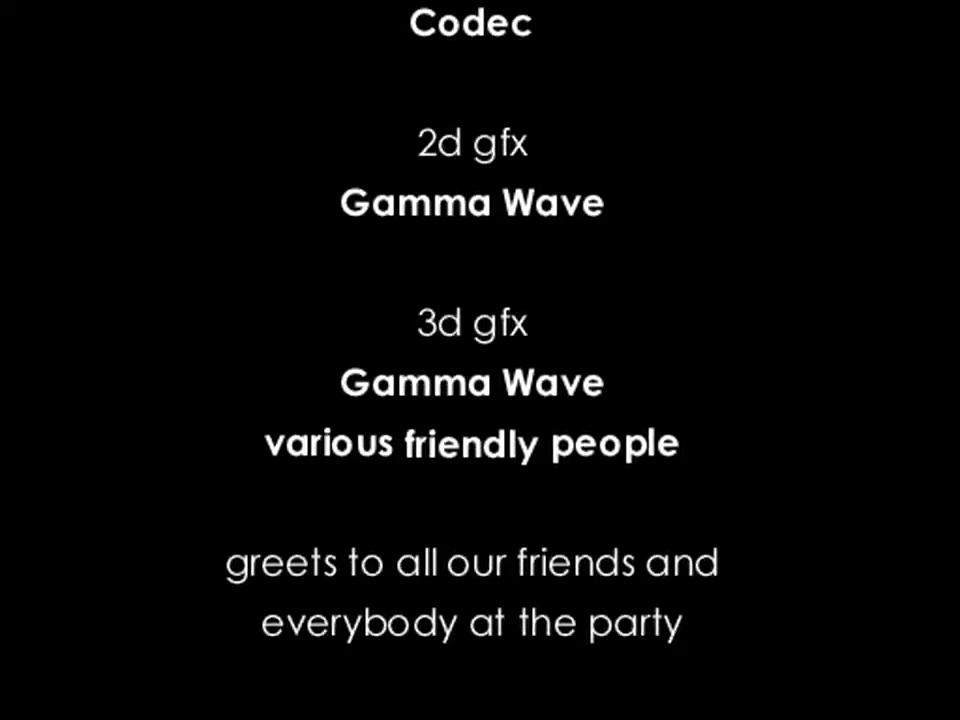 Codec
2d gfx
Gamma Wave
3d gfx
Gamma Wave
various friendly people
greets to all our friends and
everybody at the party